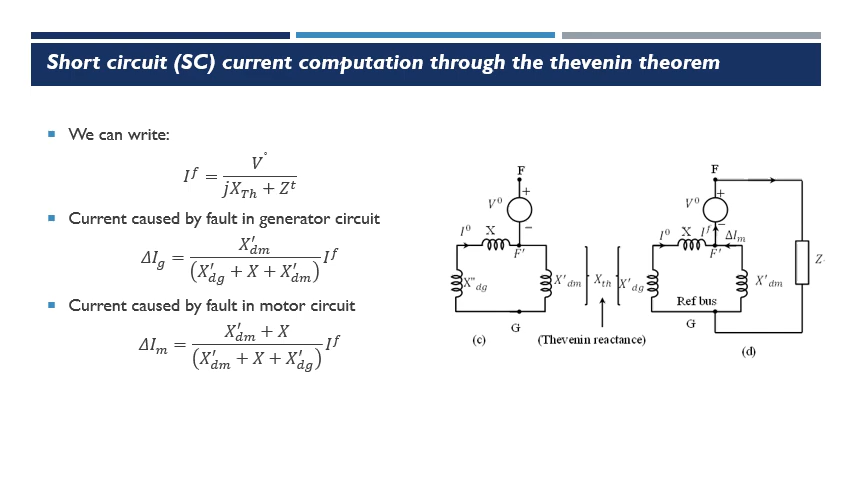 Short circuit (SC) current computation through the thevenin theorem
We can write:
I^f = V° / (jX_Th + Z^t)
Current caused by fault in generator circuit
ΔI_g = X'_dm / (X'_dg + X + X'_dm) I^f
Current caused by fault in motor circuit
ΔI_m = (X'_dm + X) / (X'_dm + X + X'_dg) I^f
F
V^0
+
−
I^0 X
F'
X''_dg
X'_dm
G
(c)
X_th
(Thevenin reactance)
F
V^0
+
−
I^0 X I^f ΔI_m
F'
X'_dg
X'_dm
Z
Ref bus
G
(d)